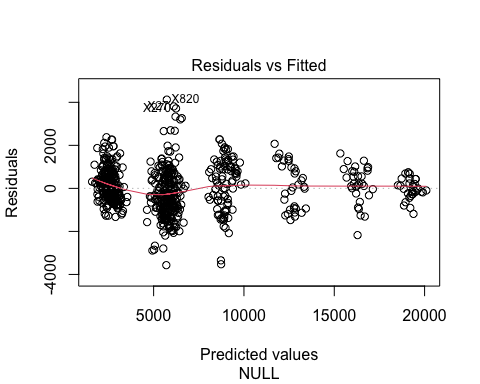 Residuals vs Fitted
X820
X270
Residuals
2000
0
-4000
5000
10000
15000
20000
Predicted values
NULL